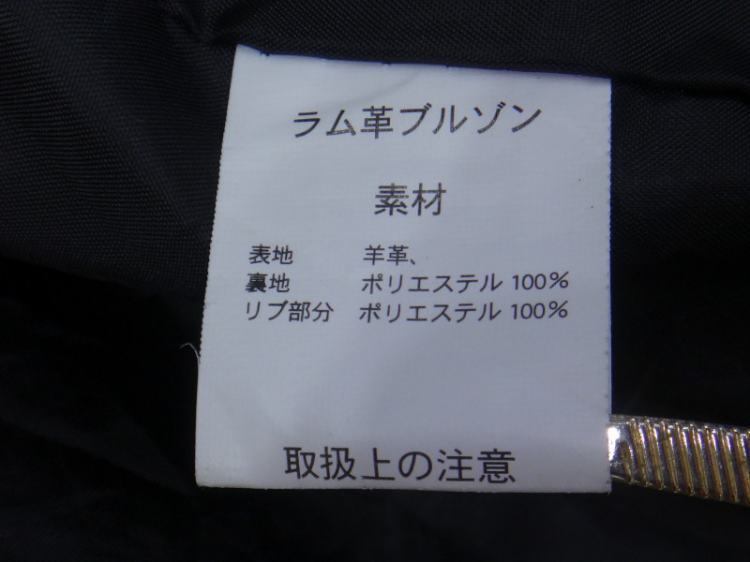 ラム革ブルゾン
素材
表地 羊革、
裏地 ポリエステル 100%
リブ部分 ポリエステル 100%
取扱上の注意